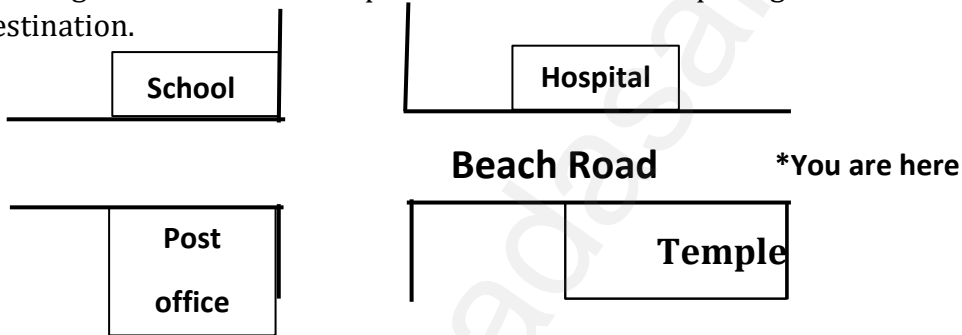 estination.
School
Hospital
Beach Road
*You are here
Post
office
Temple